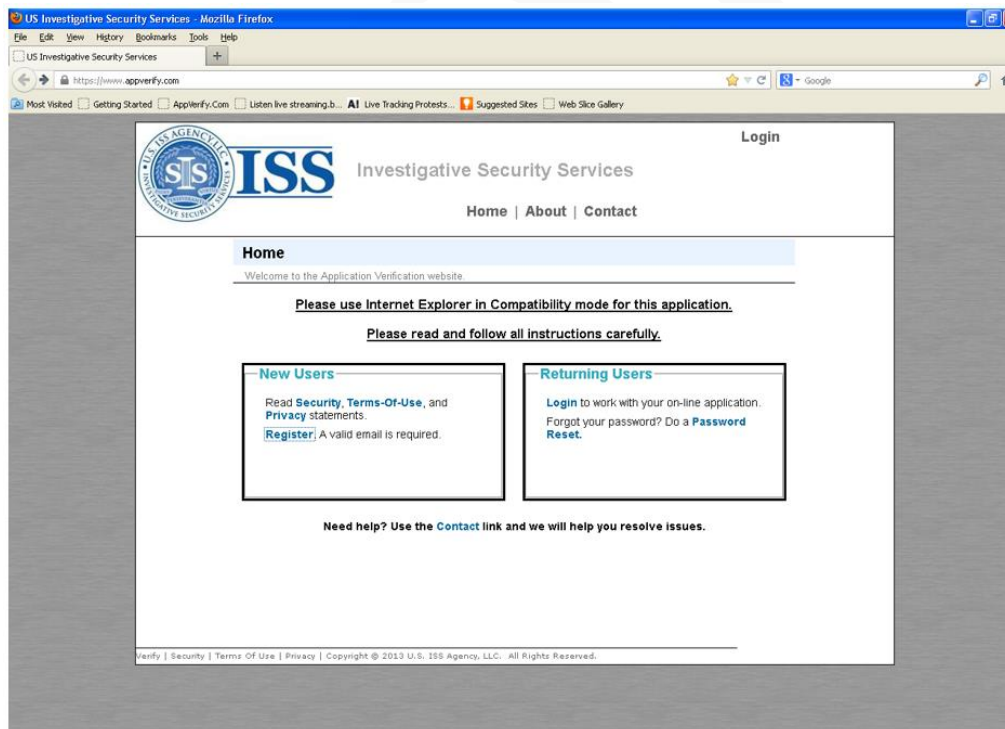 US Investigative Security Services - Mozilla Firefox
File Edit View History Bookmarks Tools Help
US Investigative Security Services +
https://www.appverify.com
Google
Most Visited Getting Started AppVerify.Com Listen live streaming.b... A! Live Tracking Protests... Suggested Sites Web Slice Gallery
Login
U.S. ISS AGENCY, LLC
SIS
INVESTIGATIVE SECURITY SERVICES
ISS
Investigative Security Services
Home | About | Contact
Home
Welcome to the Application Verification website.
Please use Internet Explorer in Compatibility mode for this application.
Please read and follow all instructions carefully.
New Users
Read Security, Terms-Of-Use, and
Privacy statements.
Register. A valid email is required.
Returning Users
Login to work with your on-line application.
Forgot your password? Do a Password
Reset.
Need help? Use the Contact link and we will help you resolve issues.
Verify | Security | Terms Of Use | Privacy | Copyright © 2013 U.S. ISS Agency, LLC. All Rights Reserved.